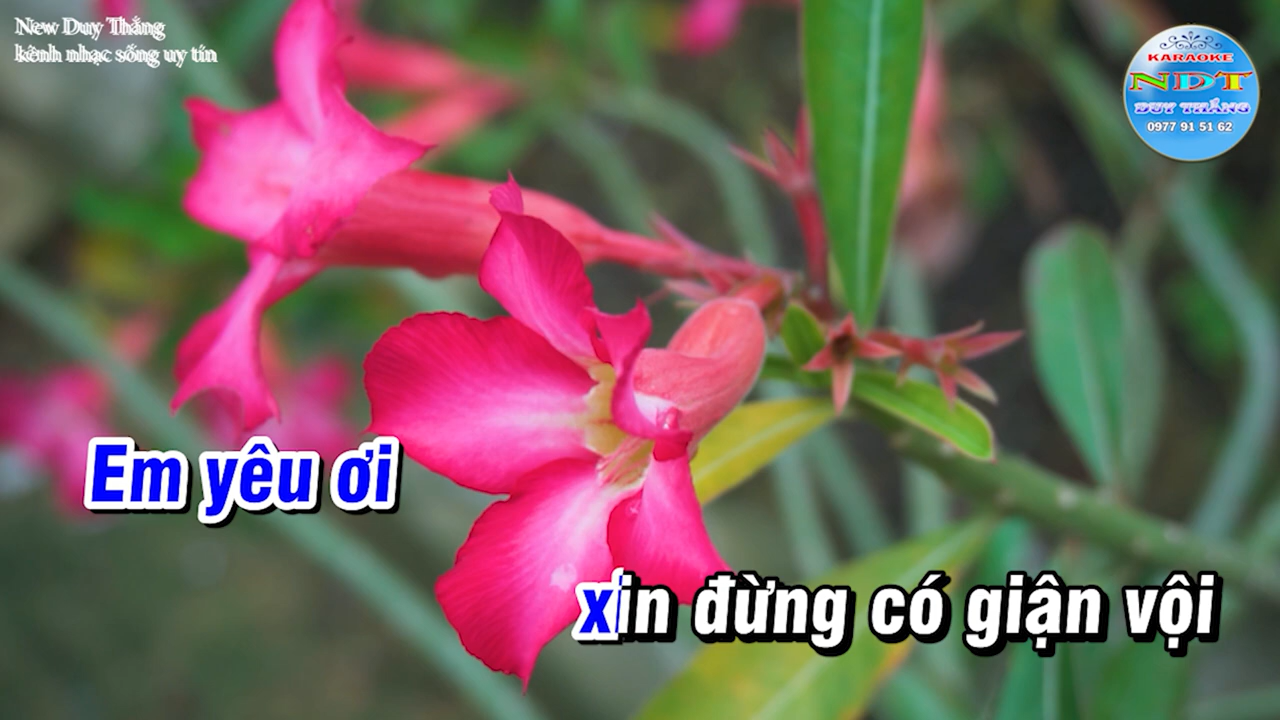 New Duy Thắng
kênh nhạc sống uy tín
KARAOKE
NDT
DUY THẮNG
0977 91 51 62
Em yêu ơi
xin đừng có giận vội